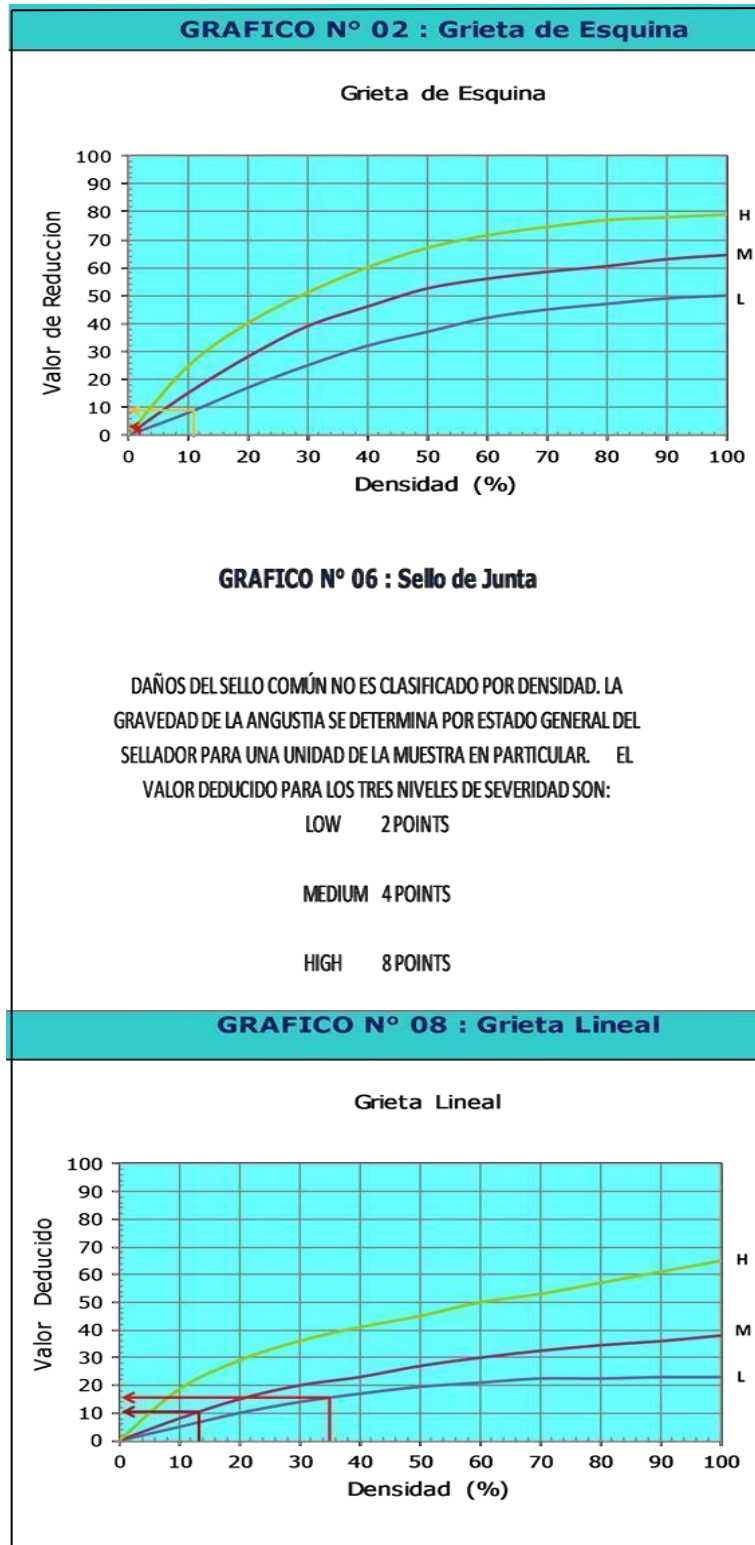 GRAFICO N° 02 : Grieta de Esquina
Grieta de Esquina
Valor de Reduccion
100
90
80
70
60
50
40
30
20
10
0
H
M
L
0 10 20 30 40 50 60 70 80 90 100
Densidad (%)
GRAFICO Nº 06 : Sello de Junta
DAÑOS DEL SELLO COMÚN NO ES CLASIFICADO POR DENSIDAD. LA
GRAVEDAD DE LA ANGUSTIA SE DETERMINA POR ESTADO GENERAL DEL
SELLADOR PARA UNA UNIDAD DE LA MUESTRA EN PARTICULAR. EL
VALOR DEDUCIDO PARA LOS TRES NIVELES DE SEVERIDAD SON:
LOW 2 POINTS
MEDIUM 4 POINTS
HIGH 8 POINTS
GRAFICO N° 08 : Grieta Lineal
Grieta Lineal
Valor Deducido
100
90
80
70
60
50
40
30
20
10
0
H
M
L
0 10 20 30 40 50 60 70 80 90 100
Densidad (%)